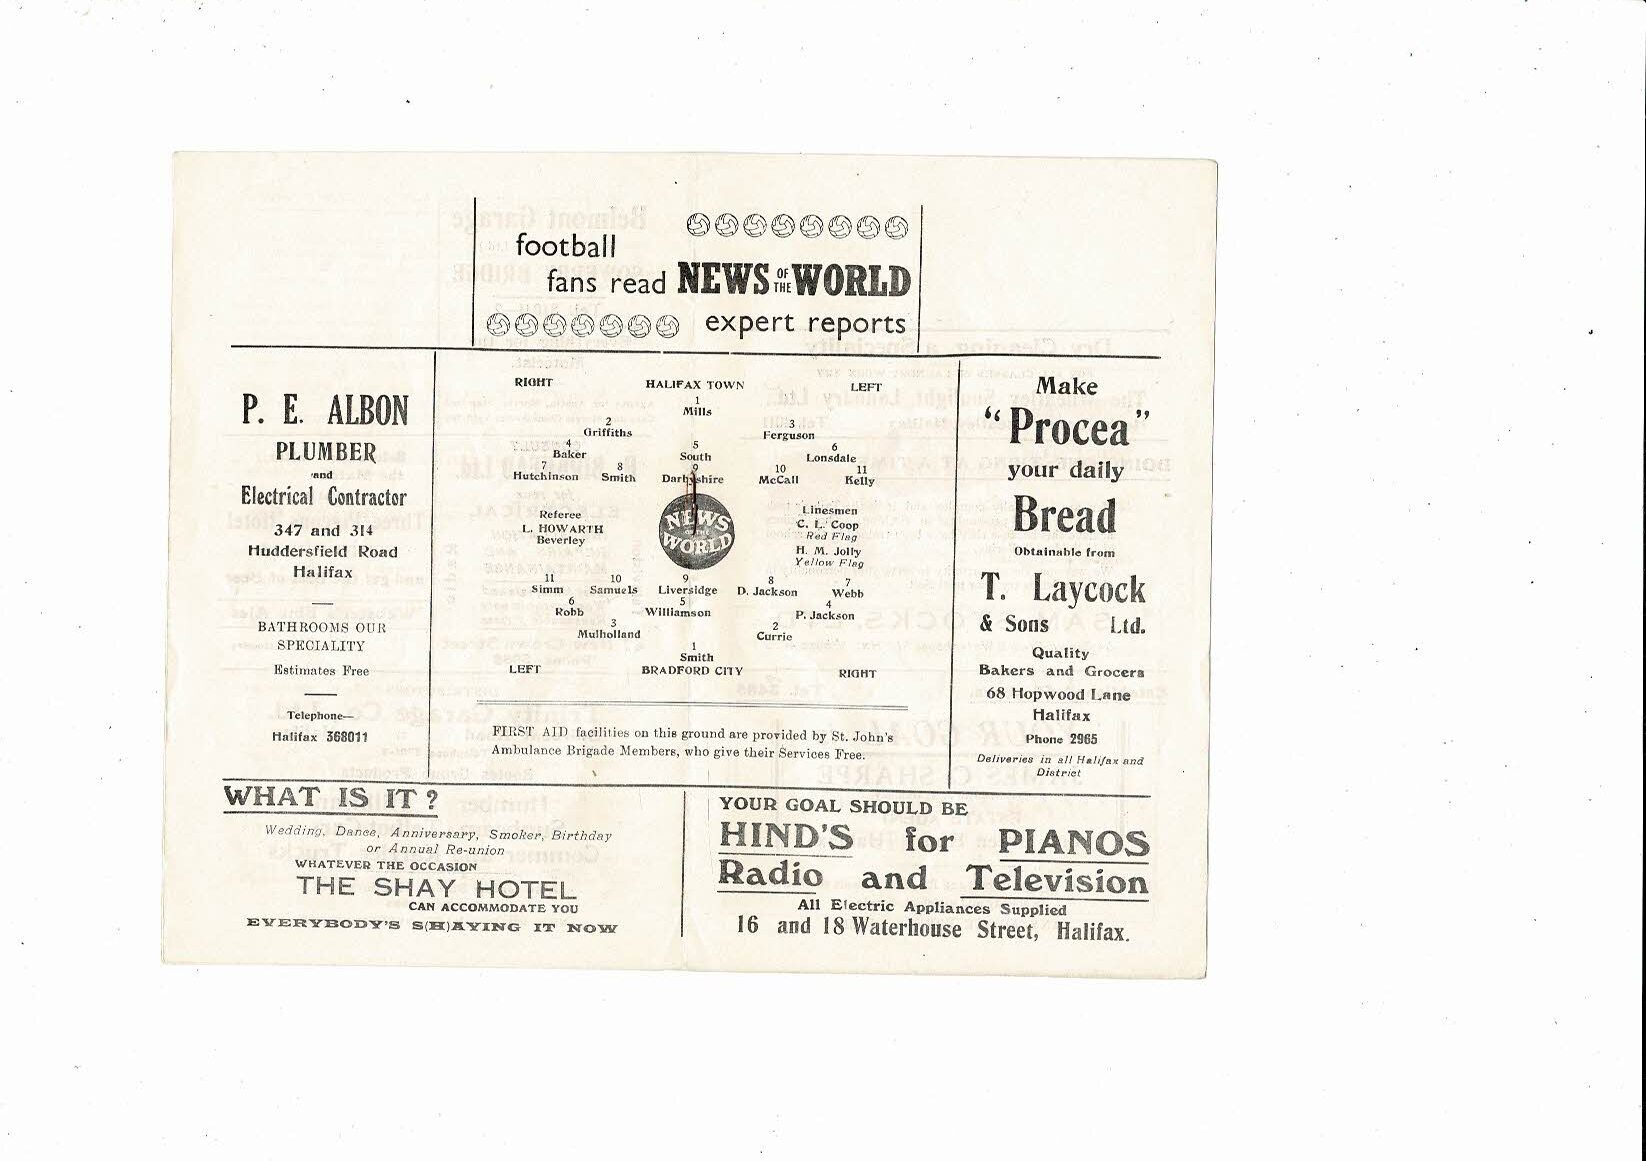 football
fans read NEWS OF THE WORLD
expert reports
P. E. ALBON
PLUMBER
and
Electrical Contractor
347 and 314
Huddersfield Road
Halifax
BATHROOMS OUR
SPECIALITY
Estimates Free
Telephone—
Halifax 368011
RIGHT HALIFAX TOWN LEFT
1
Mills
2 3
Griffiths Ferguson
4 5 6
Baker South Lonsdale
7 8 9 10 11
Hutchinson Smith Darbyshire McCall Kelly
Referee
L. HOWARTH
Beverley
NEWS OF THE WORLD
Linesmen
C. L. Coop
Red Flag
H. M. Jolly
Yellow Flag
11 10 9 8 7
Simm Samuels Liversidge D. Jackson Webb
6 5 4
Robb Williamson P. Jackson
3 2
Mulholland Currie
1
Smith
LEFT BRADFORD CITY RIGHT
FIRST AID facilities on this ground are provided by St. John's
Ambulance Brigade Members, who give their Services Free.
Make
"Procea"
your daily
Bread
Obtainable from
T. Laycock
& Sons Ltd.
Quality
Bakers and Grocers
68 Hopwood Lane
Halifax
Phone 2965
Deliveries in all Halifax and
District
WHAT IS IT ?
Wedding, Dance, Anniversary, Smoker, Birthday
or Annual Re-union
WHATEVER THE OCCASION
THE SHAY HOTEL
CAN ACCOMMODATE YOU
EVERYBODY'S S(H)AYING IT NOW
YOUR GOAL SHOULD BE
HIND'S for PIANOS
Radio and Television
All Electric Appliances Supplied
16 and 18 Waterhouse Street, Halifax.